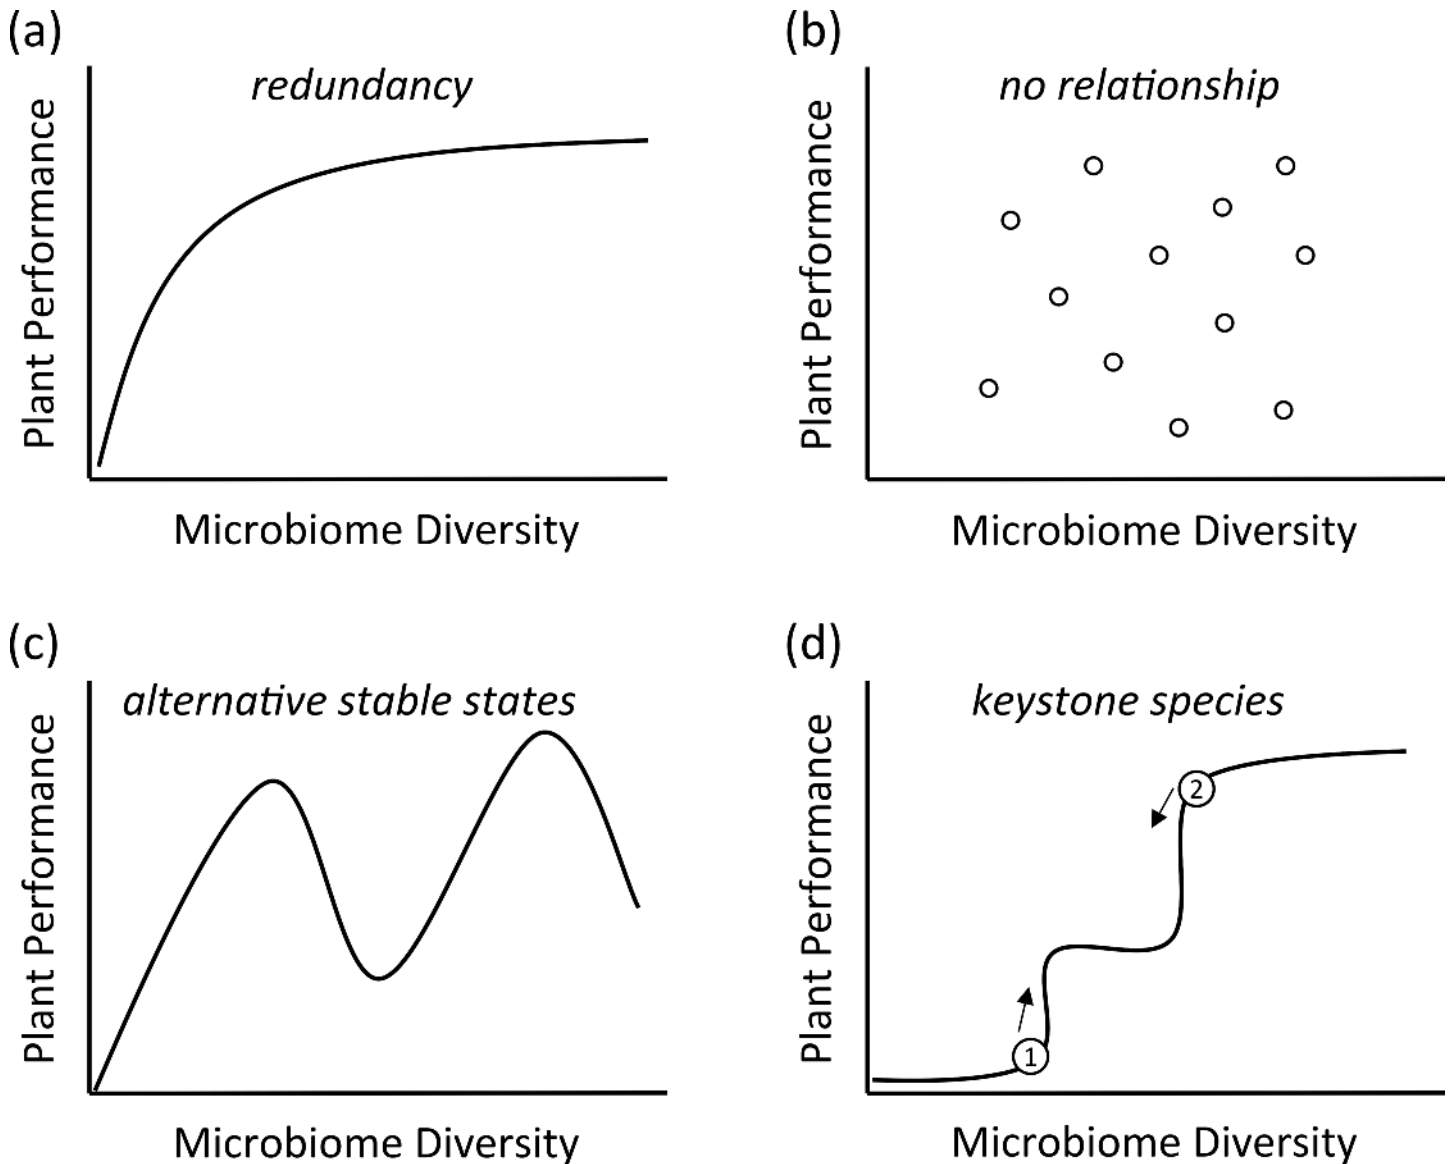 (a)
redundancy
Plant Performance
Microbiome Diversity
(b)
no relationship
Plant Performance
Microbiome Diversity
(c)
alternative stable states
Plant Performance
Microbiome Diversity
(d)
keystone species
Plant Performance
2
1
Microbiome Diversity